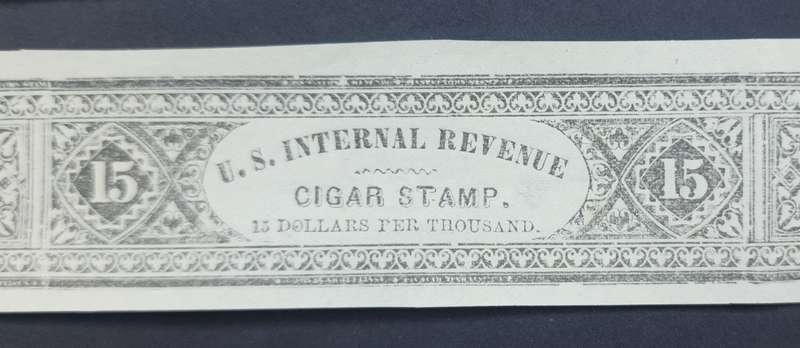 U. S. INTERNAL REVENUE
15 15
CIGAR STAMP.
15 DOLLARS PER THOUSAND.